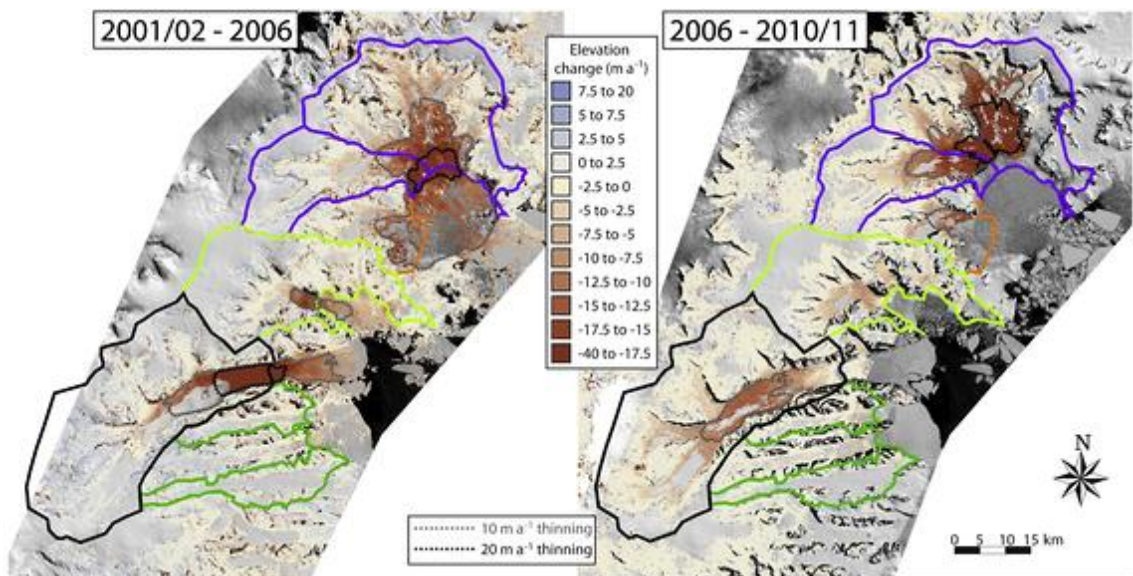 2001/02 - 2006
2006 - 2010/11
Elevation
change (m a⁻¹)
7.5 to 20
5 to 7.5
2.5 to 5
0 to 2.5
-2.5 to 0
-5 to -2.5
-7.5 to -5
-10 to -7.5
-12.5 to -10
-15 to -12.5
-17.5 to -15
-40 to -17.5
10 m a⁻¹ thinning
20 m a⁻¹ thinning
N
0 5 10 15 km